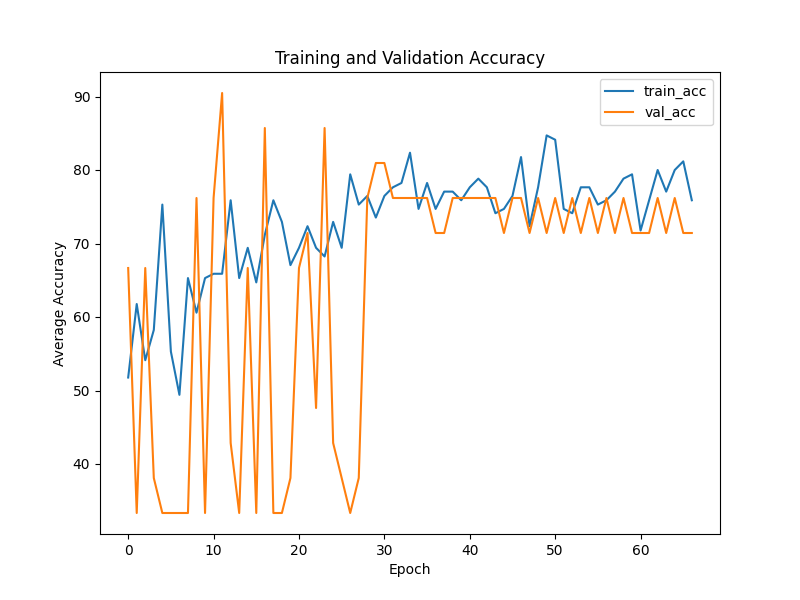 Training and Validation Accuracy
train_acc
val_acc
90
80
70
60
50
40
Average Accuracy
0 10 20 30 40 50 60
Epoch